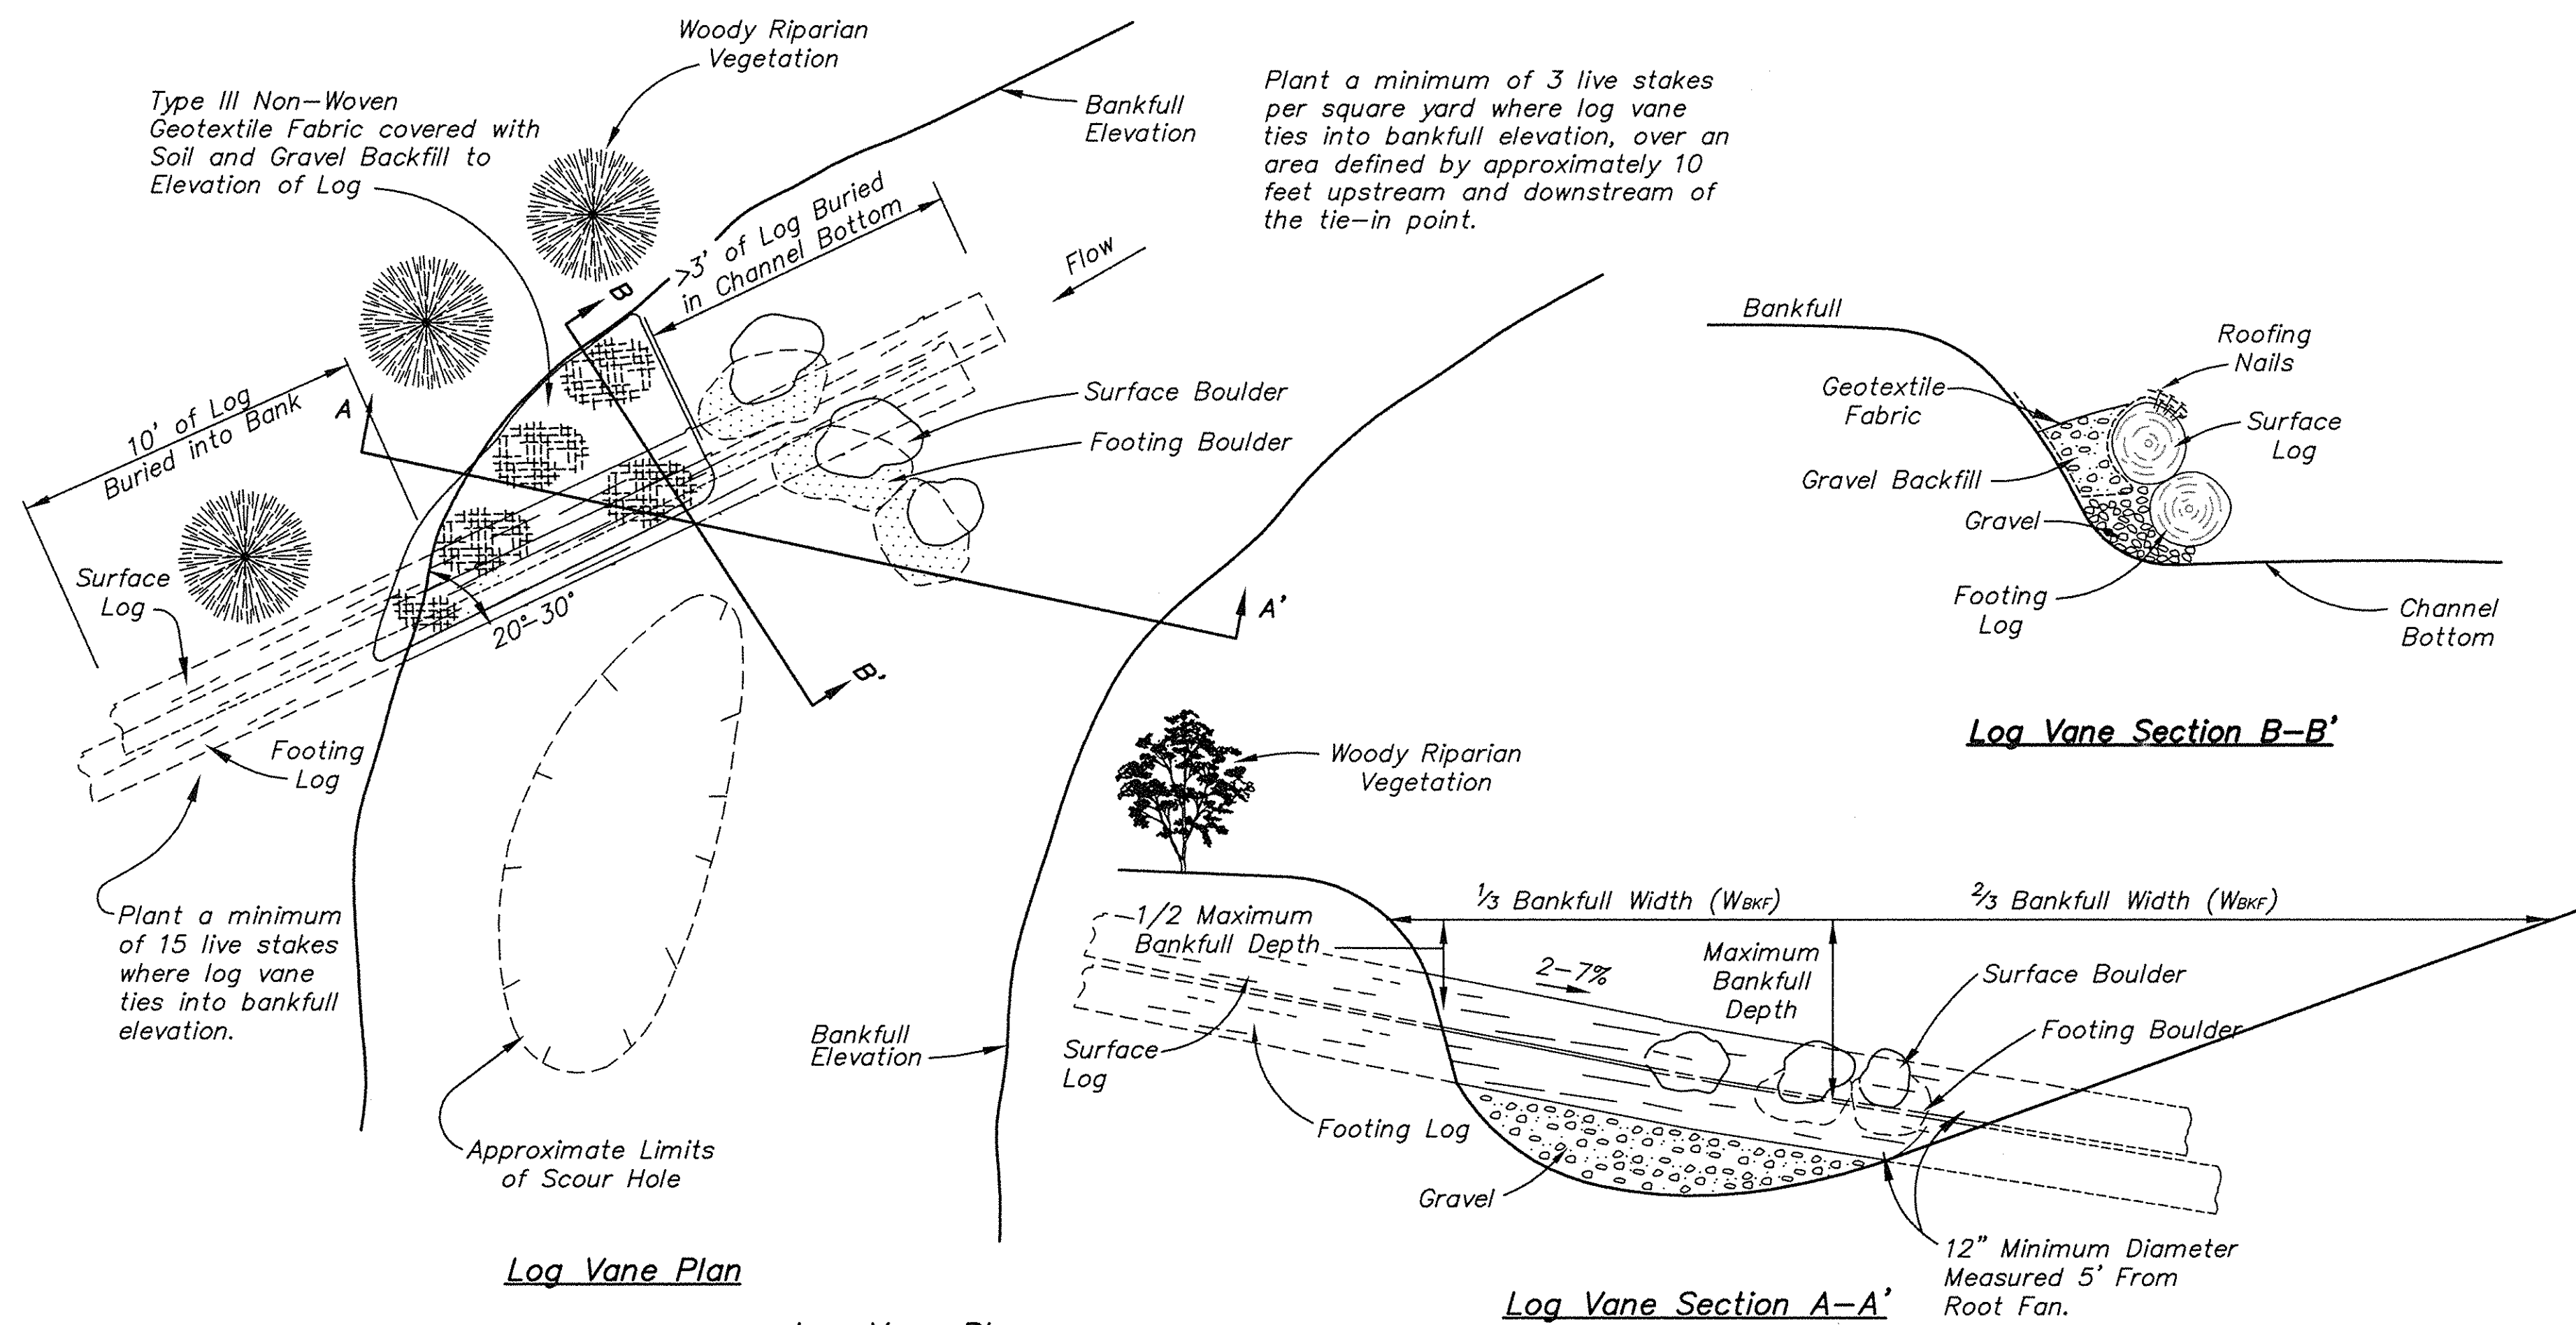 Woody Riparian
Vegetation
Type III Non-Woven
Geotextile Fabric covered with
Soil and Gravel Backfill to
Elevation of Log
Bankfull
Elevation
Plant a minimum of 3 live stakes
per square yard where log vane
ties into bankfull elevation, over an
area defined by approximately 10
feet upstream and downstream of
the tie-in point.
>3' of Log Buried
in Channel Bottom
Flow
B
A
10' of Log
Buried into Bank
Surface Boulder
Footing Boulder
Surface
Log
20°-30°
A'
B'
Footing
Log
Plant a minimum
of 15 live stakes
where log vane
ties into bankfull
elevation.
Bankfull
Elevation
Approximate Limits
of Scour Hole
Log Vane Plan
Bankfull
Roofing
Nails
Geotextile
Fabric
Surface
Log
Gravel Backfill
Gravel
Footing
Log
Channel
Bottom
Log Vane Section B-B'
Woody Riparian
Vegetation
1/3 Bankfull Width (WBKF)
2/3 Bankfull Width (WBKF)
1/2 Maximum
Bankfull Depth
2-7%
Maximum
Bankfull
Depth
Surface Boulder
Footing Boulder
Surface
Log
Footing Log
Gravel
12" Minimum Diameter
Measured 5' From
Root Fan.
Log Vane Section A-A'